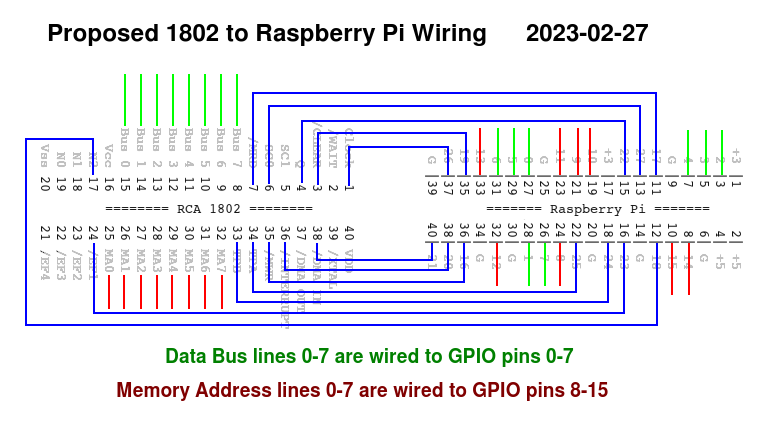 Proposed 1802 to Raspberry Pi Wiring 2023-02-27
Vss 20
N0 19
N1 18
N2 17
Vcc 16
Bus 0 15
Bus 1 14
Bus 2 13
Bus 3 12
Bus 4 11
Bus 5 10
Bus 6 9
Bus 7 8
/MRD 7
SC0 6
SC1 5
Q 4
/CLEAR 3
/WAIT 2
Clock 1
======== RCA 1802 ========
21 /EF4
22 /EF3
23 /EF2
24 /EF1
25 MA0
26 MA1
27 MA2
28 MA3
29 MA4
30 MA5
31 MA6
32 MA7
33 TPB
34 TPA
35 /MWR
36 /INTERRUPT
37 /DMA OUT
38 /DMA IN
39 /XTAL
40 VDD
G 39
26 37
19 35
13 33
6 31
5 29
0 27
G 25
11 23
9 21
10 19
+3 17
22 15
27 13
17 11
G 9
4 7
3 5
2 3
+3 1
======= Raspberry Pi =======
40 21
38 20
36 16
34 G
32 12
30 G
28 1
26 7
24 8
22 25
20 G
18 24
16 23
14 G
12 18
10 15
8 14
6 G
4 +5
2 +5
Data Bus lines 0-7 are wired to GPIO pins 0-7
Memory Address lines 0-7 are wired to GPIO pins 8-15